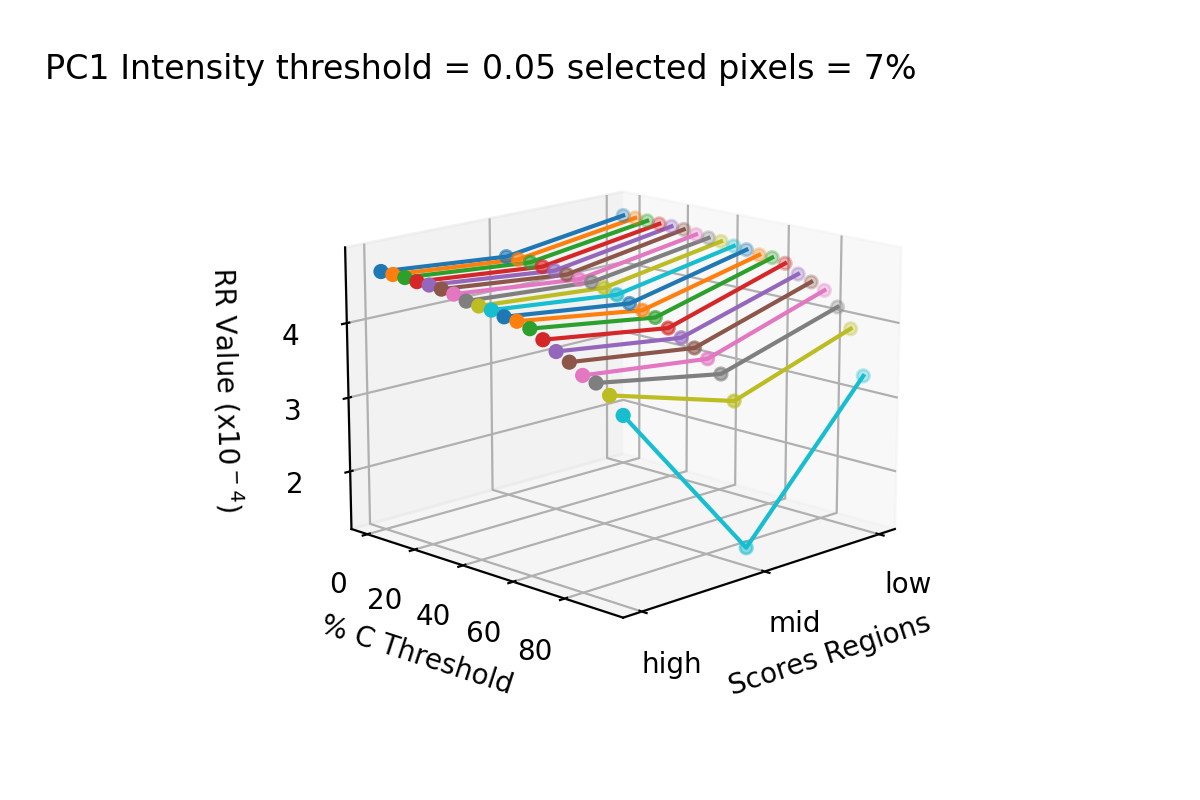 PC1 Intensity threshold = 0.05 selected pixels = 7%
RR Value (x10⁻⁴)
4
3
2
0
20
40
60
80
% C Threshold
high
mid
low
Scores Regions